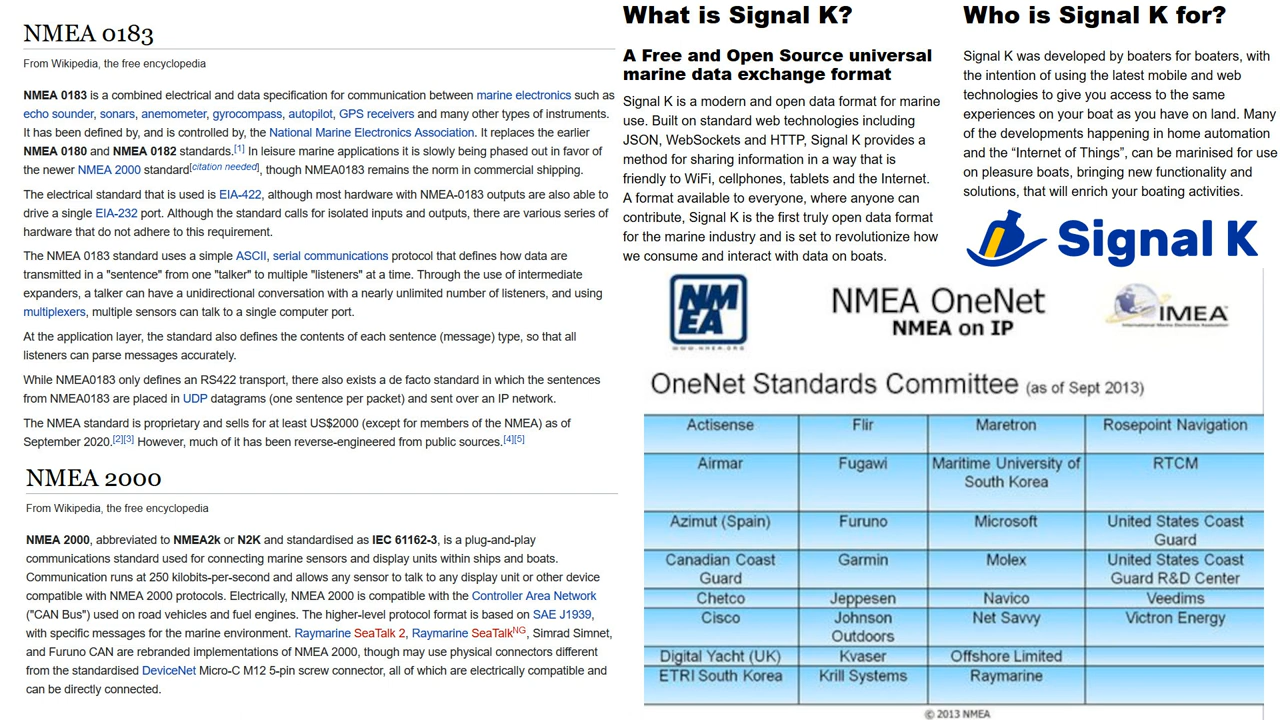 NMEA 0183
From Wikipedia, the free encyclopedia
NMEA 0183 is a combined electrical and data specification for communication between marine electronics such as
echo sounder, sonars, anemometer, gyrocompass, autopilot, GPS receivers and many other types of instruments.
It has been defined by, and is controlled by, the National Marine Electronics Association. It replaces the earlier
NMEA 0180 and NMEA 0182 standards.[1] In leisure marine applications it is slowly being phased out in favor of
the newer NMEA 2000 standard[citation needed], though NMEA0183 remains the norm in commercial shipping.
The electrical standard that is used is EIA-422, although most hardware with NMEA-0183 outputs are also able to
drive a single EIA-232 port. Although the standard calls for isolated inputs and outputs, there are various series of
hardware that do not adhere to this requirement.
The NMEA 0183 standard uses a simple ASCII, serial communications protocol that defines how data are
transmitted in a "sentence" from one "talker" to multiple "listeners" at a time. Through the use of intermediate
expanders, a talker can have a unidirectional conversation with a nearly unlimited number of listeners, and using
multiplexers, multiple sensors can talk to a single computer port.
At the application layer, the standard also defines the contents of each sentence (message) type, so that all
listeners can parse messages accurately.
While NMEA0183 only defines an RS422 transport, there also exists a de facto standard in which the sentences
from NMEA0183 are placed in UDP datagrams (one sentence per packet) and sent over an IP network.
The NMEA standard is proprietary and sells for at least US$2000 (except for members of the NMEA) as of
September 2020.[2][3] However, much of it has been reverse-engineered from public sources.[4][5]
NMEA 2000
From Wikipedia, the free encyclopedia
NMEA 2000, abbreviated to NMEA2k or N2K and standardised as IEC 61162-3, is a plug-and-play
communications standard used for connecting marine sensors and display units within ships and boats.
Communication runs at 250 kilobits-per-second and allows any sensor to talk to any display unit or other device
compatible with NMEA 2000 protocols. Electrically, NMEA 2000 is compatible with the Controller Area Network
("CAN Bus") used on road vehicles and fuel engines. The higher-level protocol format is based on SAE J1939,
with specific messages for the marine environment. Raymarine SeaTalk 2, Raymarine SeaTalkNG, Simrad Simnet,
and Furuno CAN are rebranded implementations of NMEA 2000, though may use physical connectors different
from the standardised DeviceNet Micro-C M12 5-pin screw connector, all of which are electrically compatible and
can be directly connected.
What is Signal K?
A Free and Open Source universal
marine data exchange format
Signal K is a modern and open data format for marine
use. Built on standard web technologies including
JSON, WebSockets and HTTP, Signal K provides a
method for sharing information in a way that is
friendly to WiFi, cellphones, tablets and the Internet.
A format available to everyone, where anyone can
contribute, Signal K is the first truly open data format
for the marine industry and is set to revolutionize how
we consume and interact with data on boats.
Who is Signal K for?
Signal K was developed by boaters for boaters, with
the intention of using the latest mobile and web
technologies to give you access to the same
experiences on your boat as you have on land. Many
of the developments happening in home automation
and the “Internet of Things”, can be marinised for use
on pleasure boats, bringing new functionality and
solutions, that will enrich your boating activities.
Signal K
NM
EA
WWW.NMEA.ORG
NMEA OneNet
NMEA on IP
IMEA
International Marine Electronics Association
OneNet Standards Committee (as of Sept 2013)
Actisense Flir Maretron Rosepoint Navigation
Airmar Fugawi Maritime University of South Korea RTCM
Azimut (Spain) Furuno Microsoft United States Coast Guard
Canadian Coast Guard Garmin Molex United States Coast Guard R&D Center
Chetco Jeppesen Navico Veedims
Cisco Johnson Outdoors Net Savvy Victron Energy
Digital Yacht (UK) Kvaser Offshore Limited
ETRI South Korea Krill Systems Raymarine
© 2013 NMEA